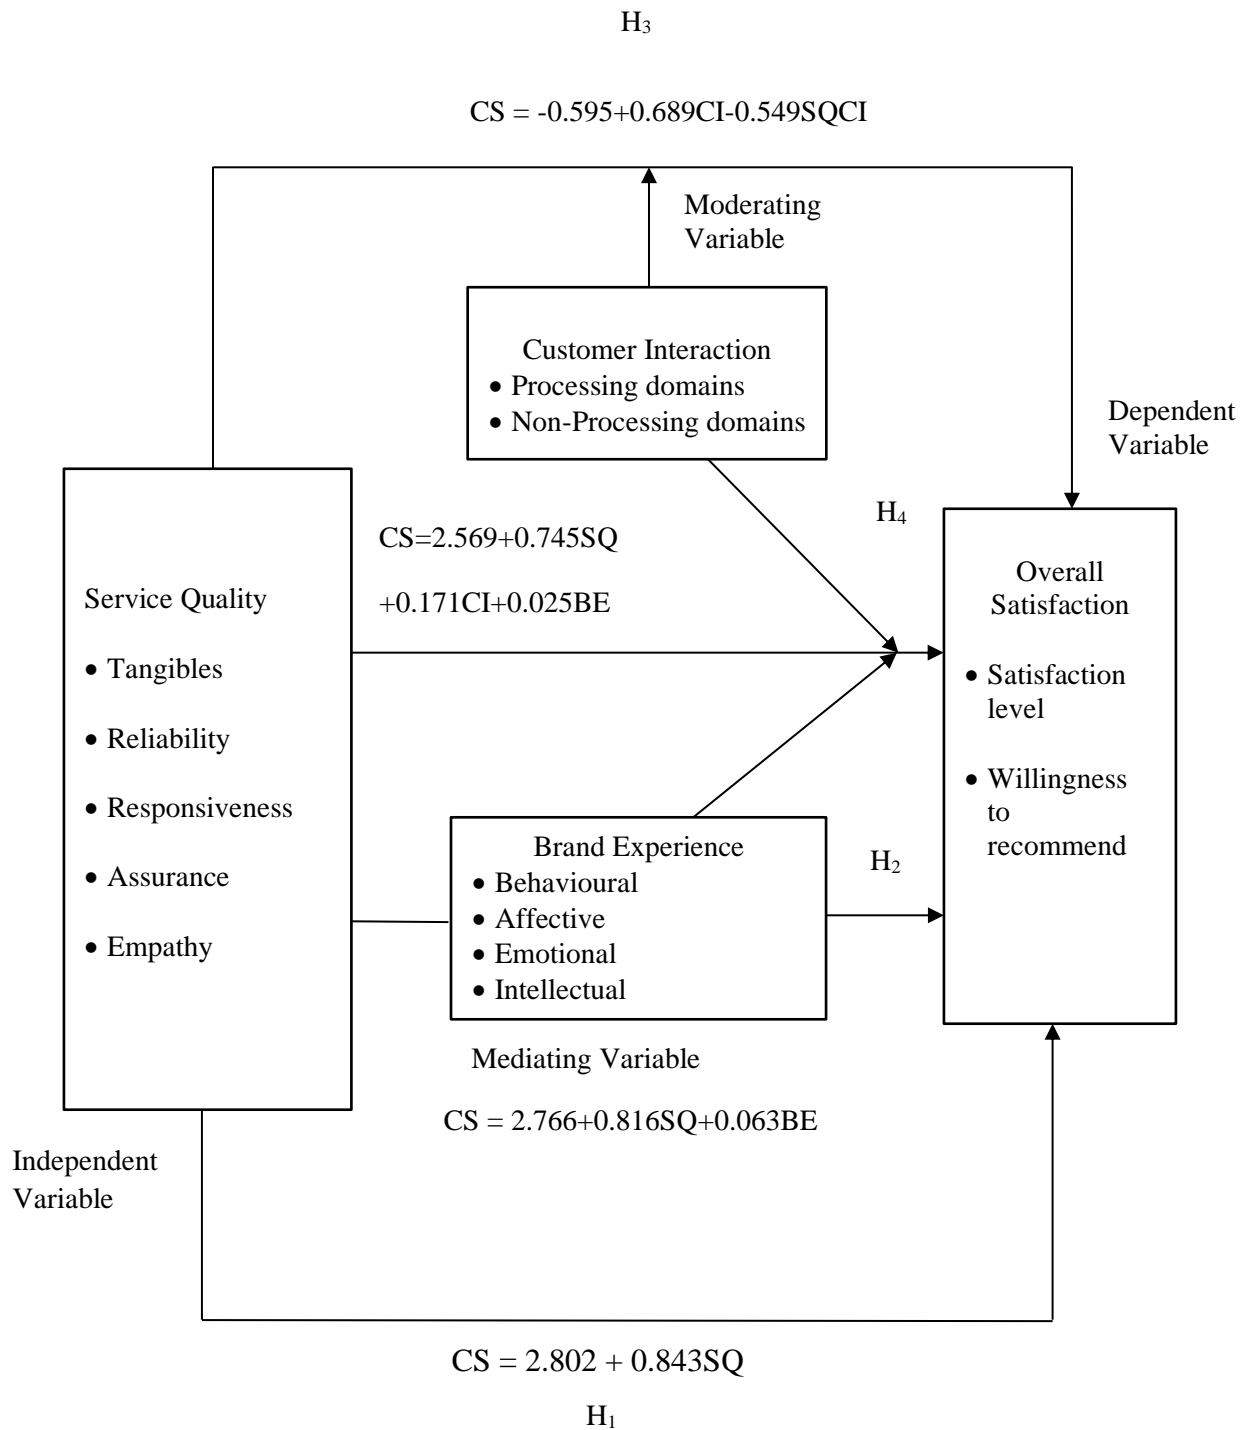 H₃
CS = -0.595+0.689CI-0.549SQCI
Moderating
Variable
Customer Interaction
• Processing domains
• Non-Processing domains
Dependent
Variable
H₄
CS=2.569+0.745SQ
+0.171CI+0.025BE
Service Quality
• Tangibles
• Reliability
• Responsiveness
• Assurance
• Empathy
Overall
Satisfaction
• Satisfaction
level
• Willingness
to
recommend
Brand Experience
• Behavioural
• Affective
• Emotional
• Intellectual
H₂
Mediating Variable
CS = 2.766+0.816SQ+0.063BE
Independent
Variable
CS = 2.802 + 0.843SQ
H₁